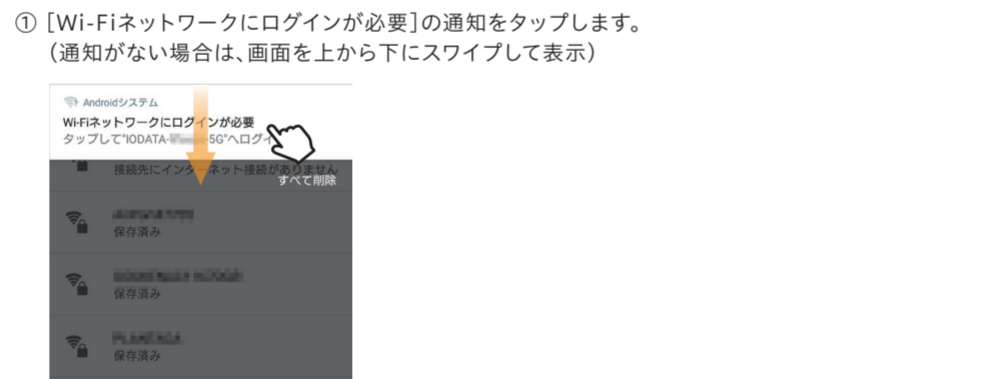 ① [Wi-Fiネットワークにログインが必要]の通知をタップします。
(通知がない場合は、画面を上から下にスワイプして表示)
Androidシステム
Wi-Fiネットワークにログインが必要
タップして"IODATA- -5G"へログイ
接続先にインターネット接続がありません
すべて削除
保存済み
保存済み
保存済み